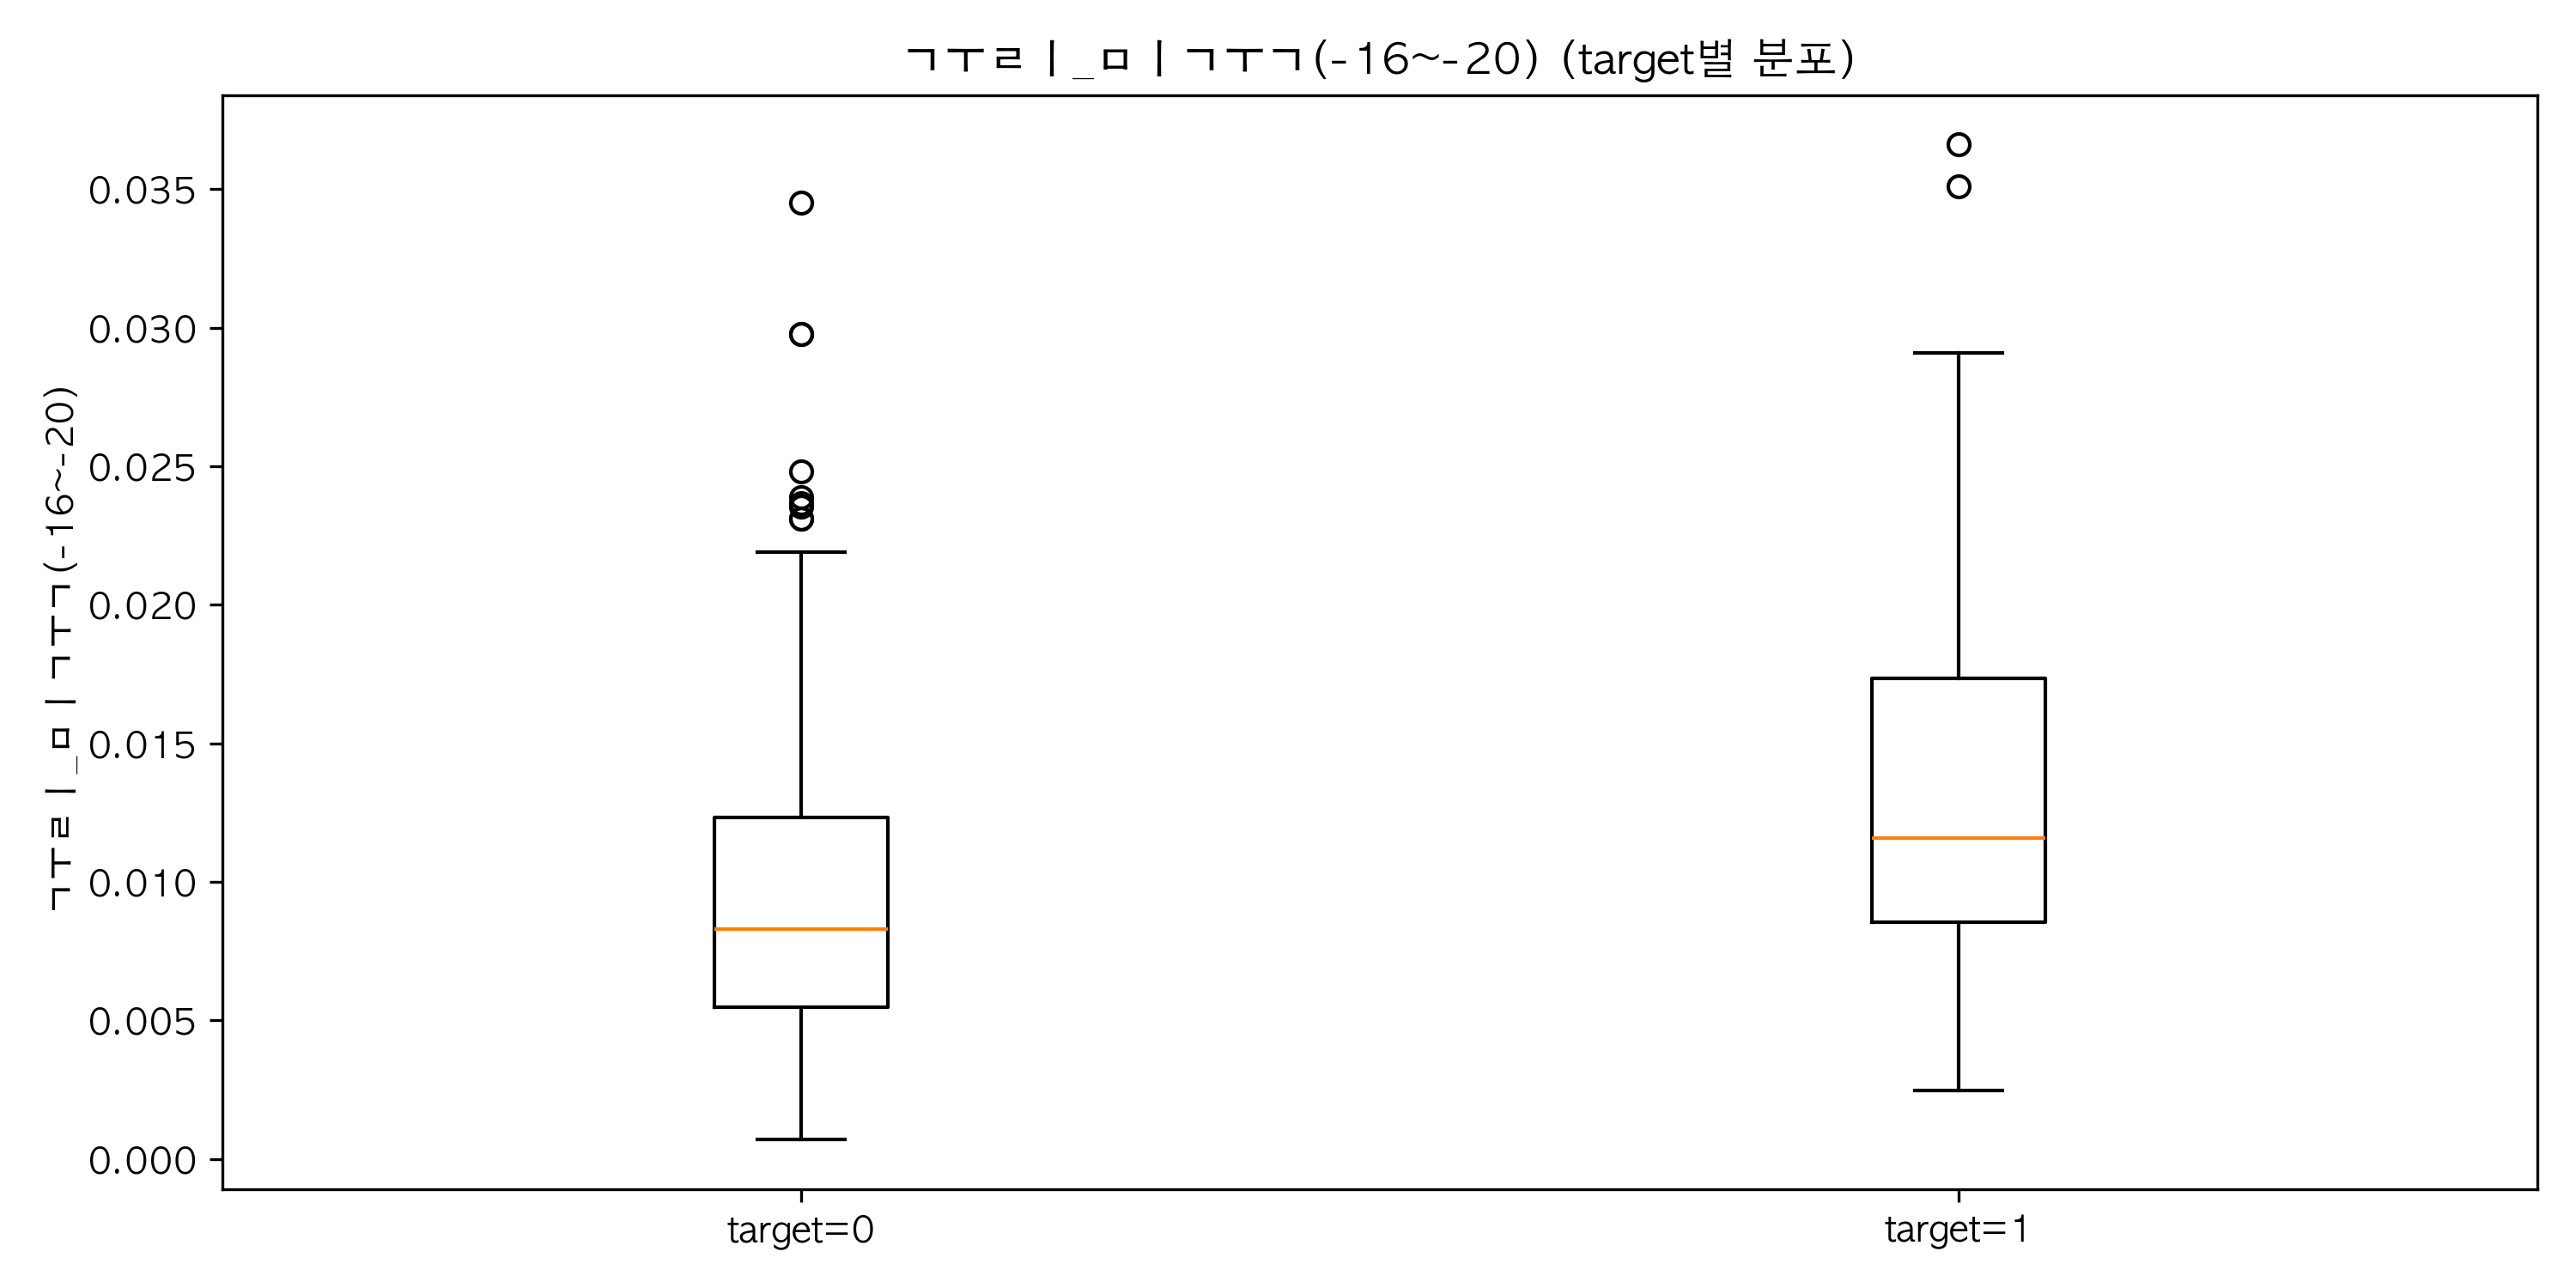 ㄱㅜㄹㅣ_ㅁㅣㄱㅜㄱ(-16~-20) (target별 분포)
ㄱㅜㄹㅣ_ㅁㅣㄱㅜㄱ(-16~-20)
0.035
0.030
0.025
0.020
0.015
0.010
0.005
0.000
target=0
target=1